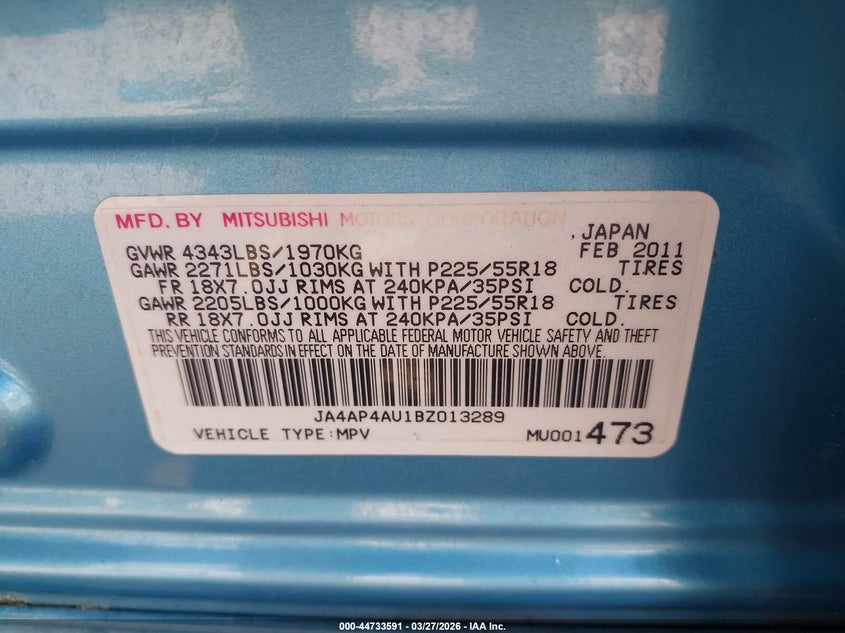 MFD. BY MITSUBISHI MOTORS CORPORATION
, JAPAN
GVWR 4343LBS/1970KG FEB 2011
GAWR 2271LBS/1030KG WITH P225/55R18 TIRES
FR 18X7.0JJ RIMS AT 240KPA/35PSI COLD.
GAWR 2205LBS/1000KG WITH P225/55R18 TIRES
RR 18X7.0JJ RIMS AT 240KPA/35PSI COLD.
THIS VEHICLE CONFORMS TO ALL APPLICABLE FEDERAL MOTOR VEHICLE SAFETY AND THEFT
PREVENTION STANDARDS IN EFFECT ON THE DATE OF MANUFACTURE SHOWN ABOVE.
JA4AP4AU1BZ013289
VEHICLE TYPE:MPV MU001473
000-44733591 - 03/27/2026 - IAA Inc.